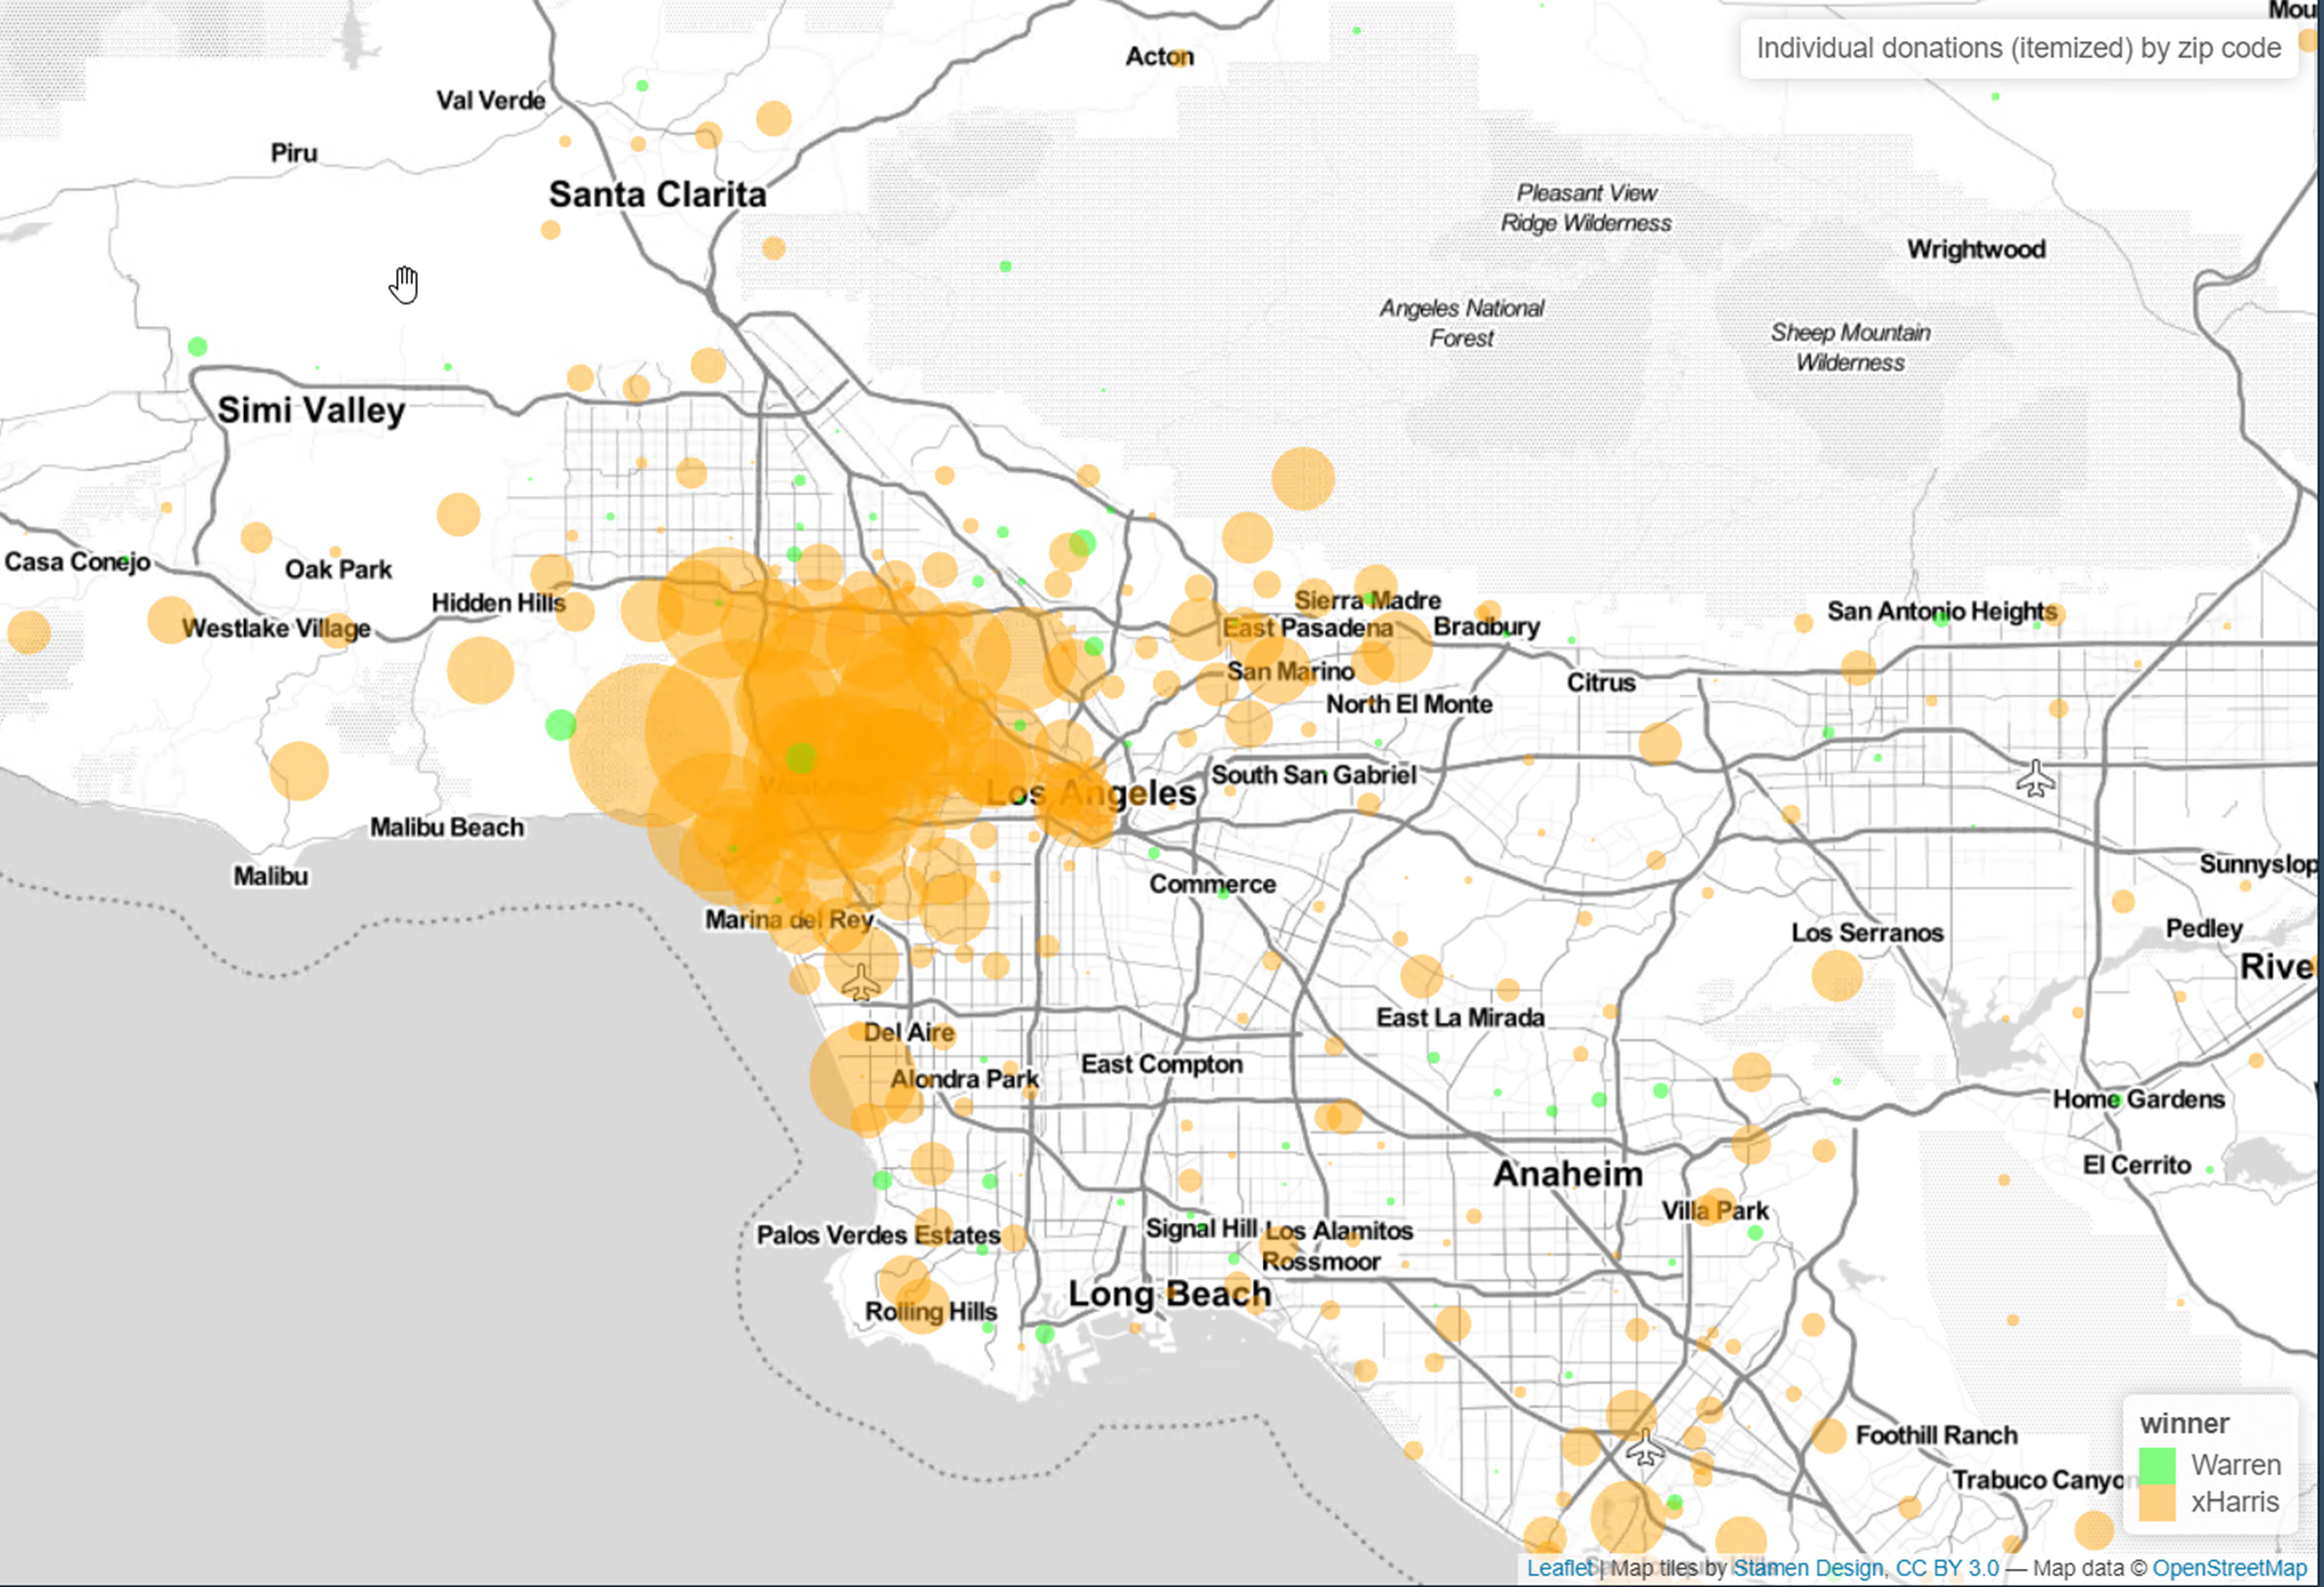 Mou
Individual donations (itemized) by zip code
Acton
Val Verde
Piru
Santa Clarita
Pleasant View
Ridge Wilderness
Wrightwood
Angeles National
Forest
Sheep Mountain
Wilderness
Simi Valley
Casa Conejo
Oak Park
Hidden Hills
Sierra Madre
San Antonio Heights
Westlake Village
East Pasadena
Bradbury
San Marino
Citrus
North El Monte
South San Gabriel
Los Angeles
Malibu Beach
Sunnyslop
Malibu
Commerce
Marina del Rey
Los Serranos
Pedley
Rive
East La Mirada
Del Aire
East Compton
Alondra Park
Home Gardens
El Cerrito
Anaheim
Villa Park
Palos Verdes Estates
Signal Hill
Los Alamitos
Rossmoor
Long Beach
Rolling Hills
Foothill Ranch
Trabuco Canyon
winner
Warren
xHarris
Leaflet | Map tiles by Stamen Design, CC BY 3.0 — Map data © OpenStreetMap